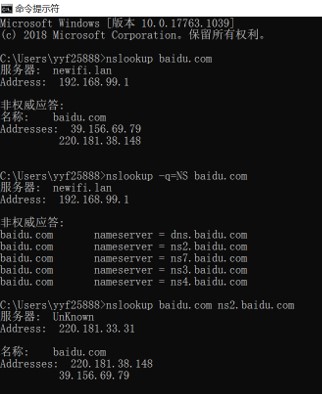 命令提示符
Microsoft Windows [版本 10.0.17763.1039]
(c) 2018 Microsoft Corporation。保留所有权利。
C:\Users\yyf25888>nslookup baidu.com
服务器:  newifi.lan
Address:  192.168.99.1
非权威应答:
名称:    baidu.com
Addresses:  39.156.69.79
220.181.38.148
C:\Users\yyf25888>nslookup -q=NS baidu.com
服务器:  newifi.lan
Address:  192.168.99.1
非权威应答:
baidu.com       nameserver = dns.baidu.com
baidu.com       nameserver = ns2.baidu.com
baidu.com       nameserver = ns7.baidu.com
baidu.com       nameserver = ns3.baidu.com
baidu.com       nameserver = ns4.baidu.com
C:\Users\yyf25888>nslookup baidu.com ns2.baidu.com
服务器:  UnKnown
Address:  220.181.33.31
名称:    baidu.com
Addresses:  220.181.38.148
39.156.69.79